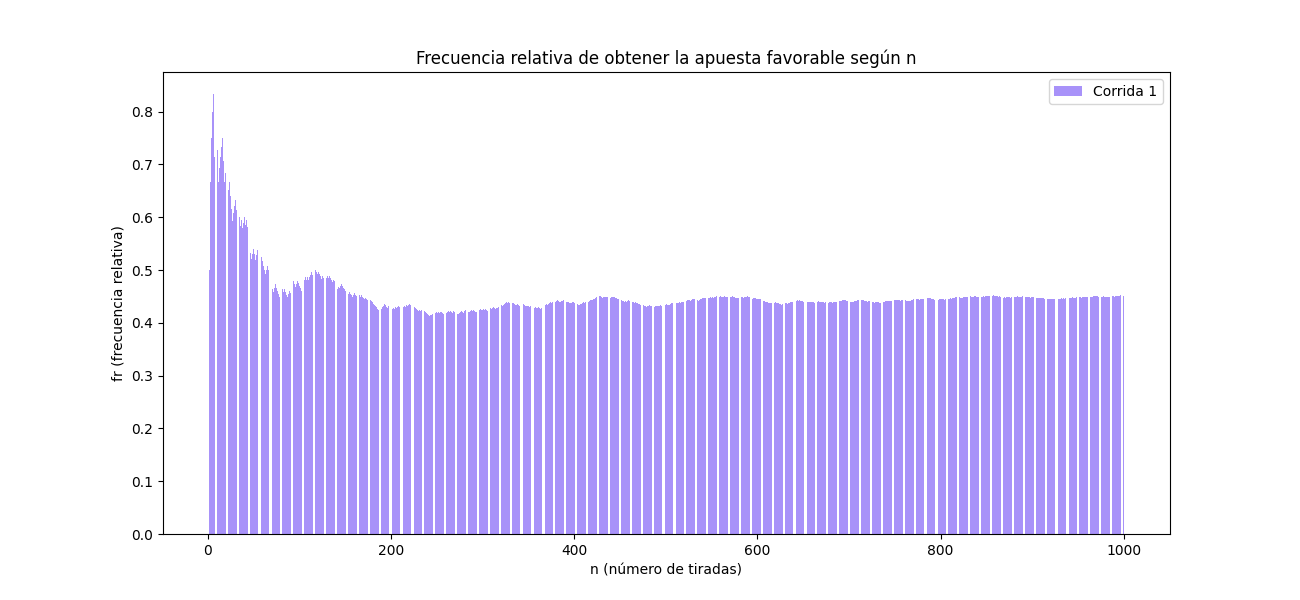 Frecuencia relativa de obtener la apuesta favorable según n
Corrida 1
fr (frecuencia relativa)
0.8
0.7
0.6
0.5
0.4
0.3
0.2
0.1
0.0
0 200 400 600 800 1000
n (número de tiradas)